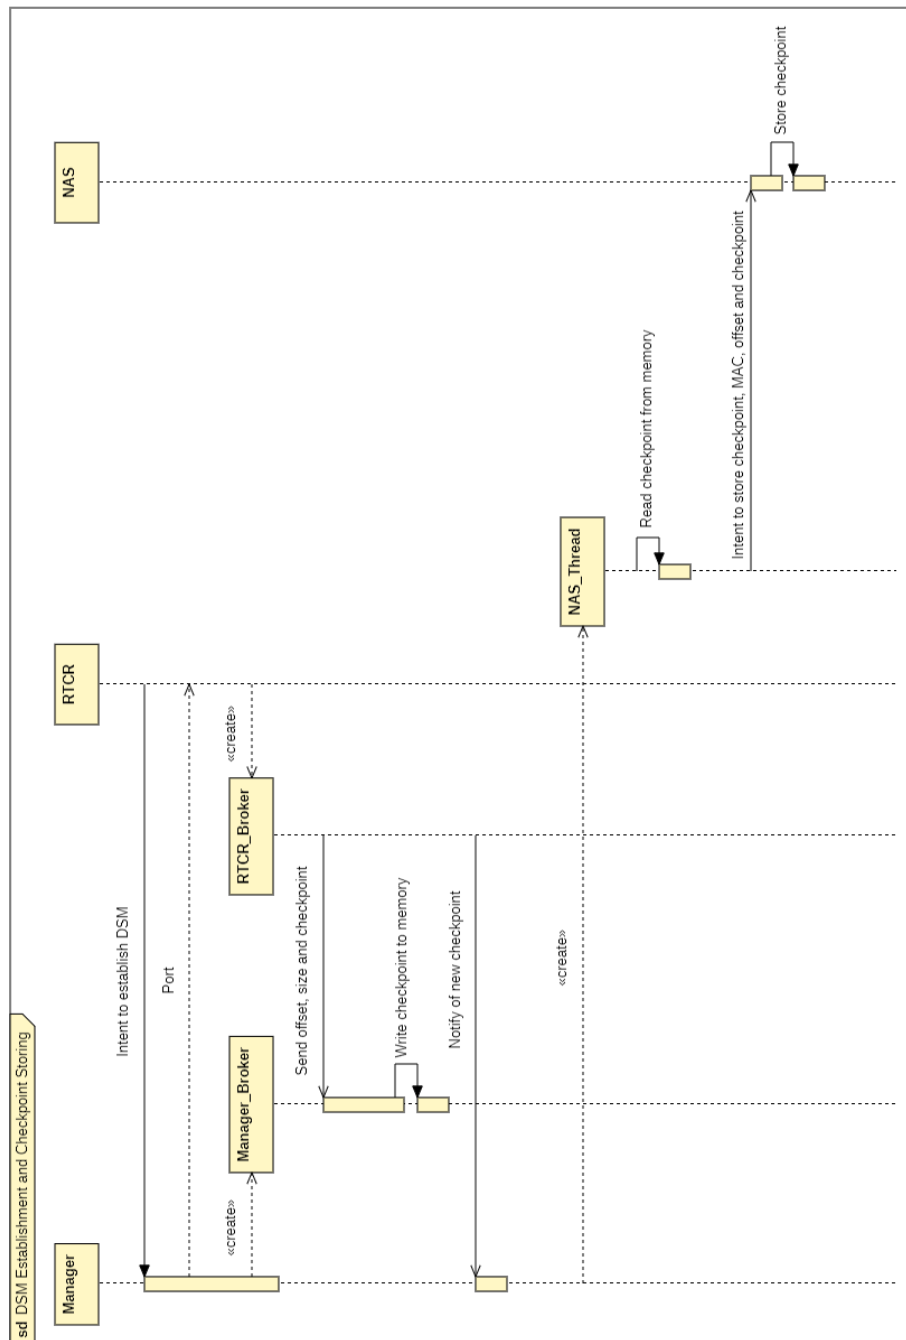 sd DSM Establishment and Checkpoint Storing
Manager
Manager_Broker
RTCR_Broker
RTCR
NAS_Thread
NAS
Intent to establish DSM
Port
«create»
«create»
Send offset, size and checkpoint
Write checkpoint to memory
Notify of new checkpoint
«create»
Read checkpoint from memory
Intent to store checkpoint, MAC, offset and checkpoint
Store checkpoint